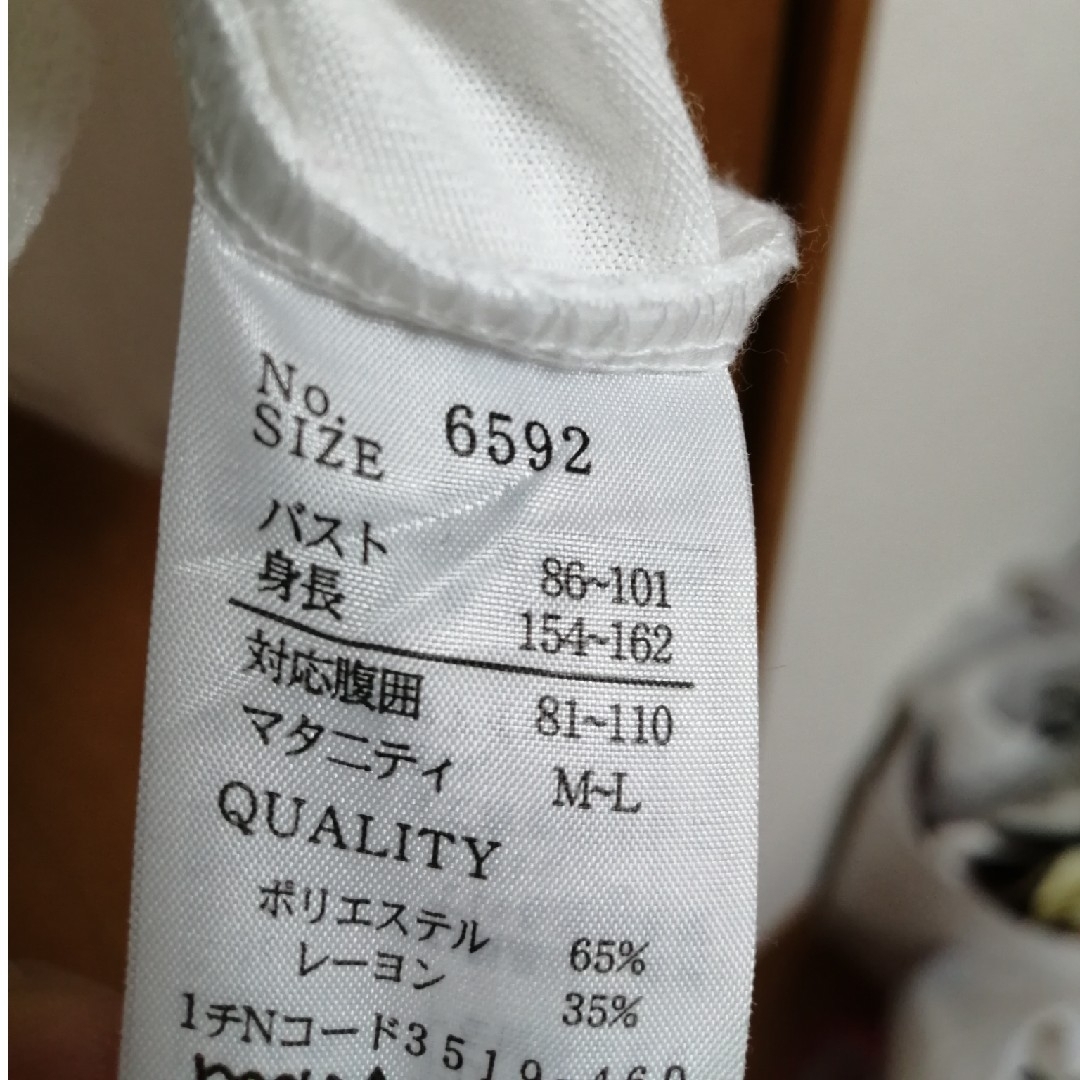 No. 6592
SIZE
バスト 86~101
身長 154~162
対応腹囲 81~110
マタニティ M~L
QUALITY
ポリエステル 65%
レーヨン 35%
1チNコード3519-460